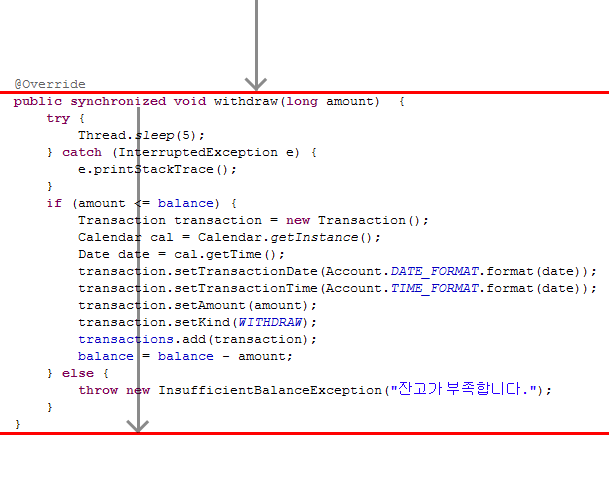 @Override
public synchronized void withdraw(long amount)  {
    try {
        Thread.sleep(5);
    } catch (InterruptedException e) {
        e.printStackTrace();
    }
    if (amount <= balance) {
        Transaction transaction = new Transaction();
        Calendar cal = Calendar.getInstance();
        Date date = cal.getTime();
        transaction.setTransactionDate(Account.DATE_FORMAT.format(date));
        transaction.setTransactionTime(Account.TIME_FORMAT.format(date));
        transaction.setAmount(amount);
        transaction.setKind(WITHDRAW);
        transactions.add(transaction);
        balance = balance - amount;
    } else {
        throw new InsufficientBalanceException("잔고가 부족합니다.");
    }
}